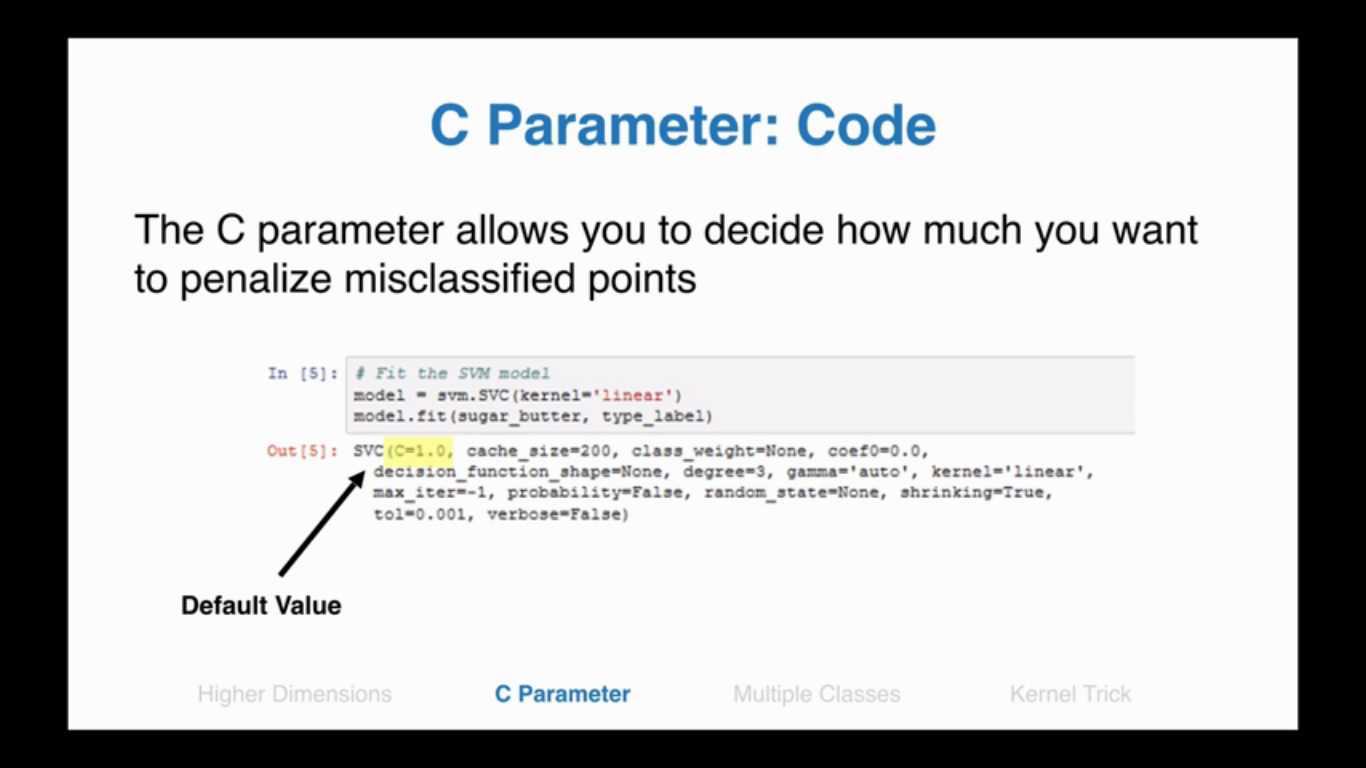 C Parameter: Code
The C parameter allows you to decide how much you want
to penalize misclassified points
In [5]: # Fit the SVM model
model = svm.SVC(kernel='linear')
model.fit(sugar_butter, type_label)
Out[5]: SVC(C=1.0, cache_size=200, class_weight=None, coef0=0.0,
decision_function_shape=None, degree=3, gamma='auto', kernel='linear',
max_iter=-1, probability=False, random_state=None, shrinking=True,
tol=0.001, verbose=False)
Default Value
Higher Dimensions C Parameter Multiple Classes Kernel Trick